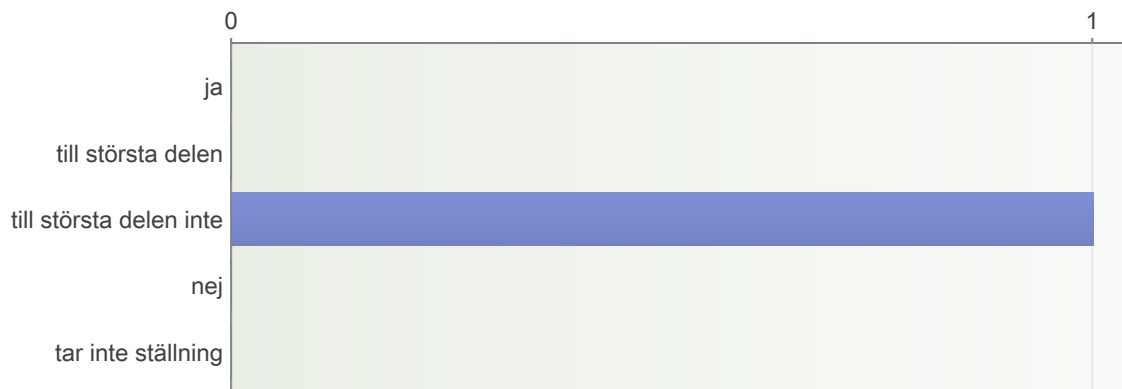 0 1
ja
till största delen
till största delen inte
nej
tar inte ställning